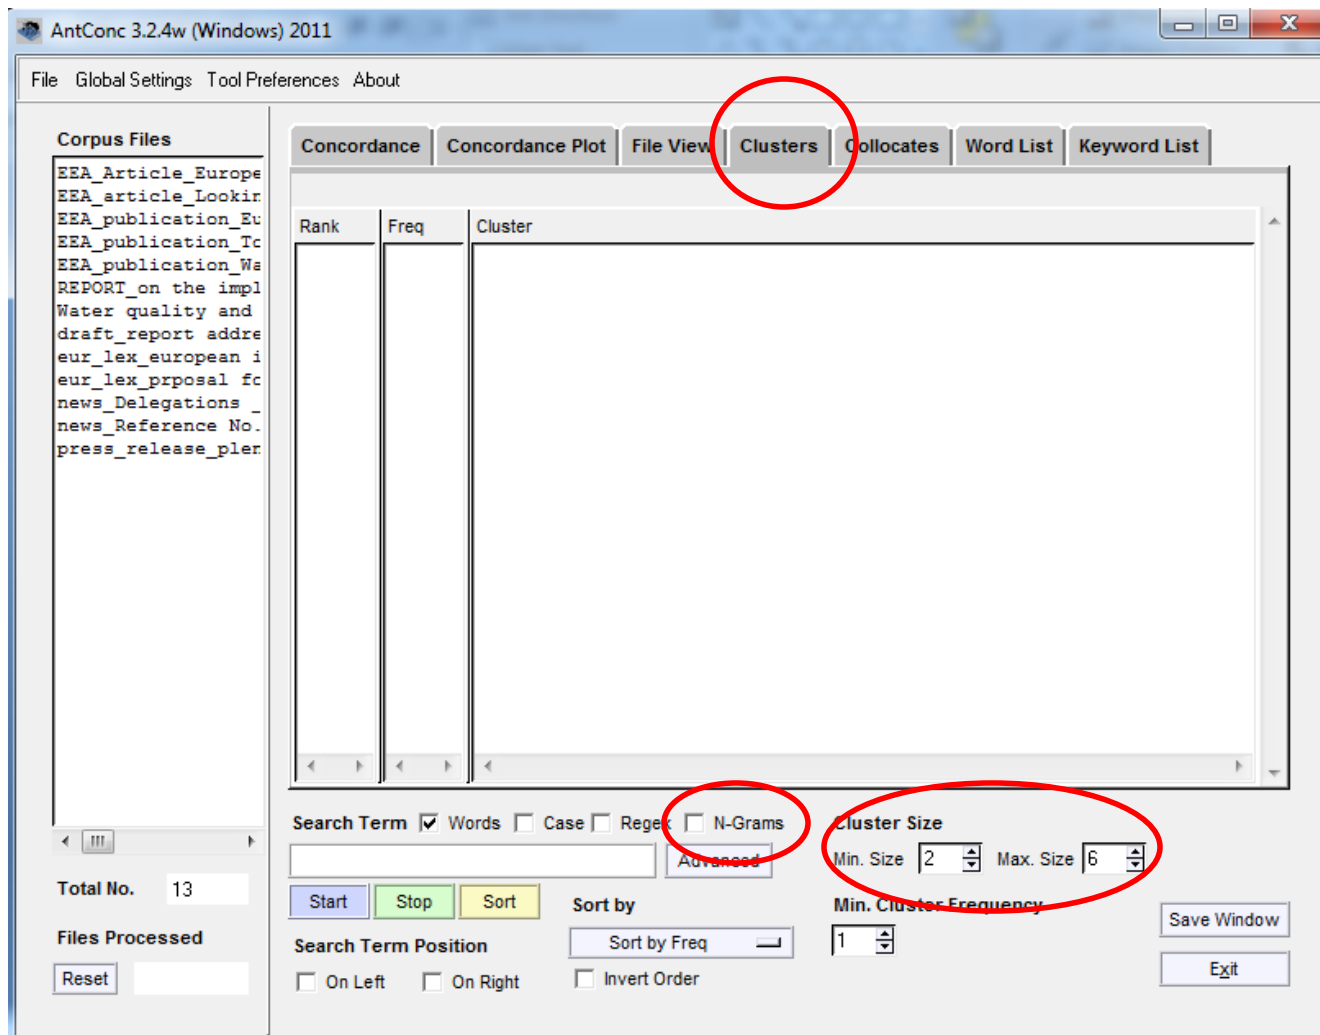 AntConc 3.2.4w (Windows) 2011
File Global Settings Tool Preferences About
Corpus Files
EEA_Article_Europe
EEA_article_Lookin
EEA_publication_Eu
EEA_publication_To
EEA_publication_Wa
REPORT_on the impl
Water quality and
draft_report addre
eur_lex_european i
eur_lex_prposal fo
news_Delegations _
news_Reference No.
press_release_plen
Total No. 13
Files Processed
Reset
Concordance Concordance Plot File View Clusters Collocates Word List Keyword List
Rank Freq Cluster
Search Term Words Case Regex N-Grams
Advanced
Start Stop Sort
Search Term Position
On Left On Right
Sort by
Sort by Freq
Invert Order
Cluster Size
Min. Size 2 Max. Size 6
Min. Cluster Frequency
1
Save Window
Exit